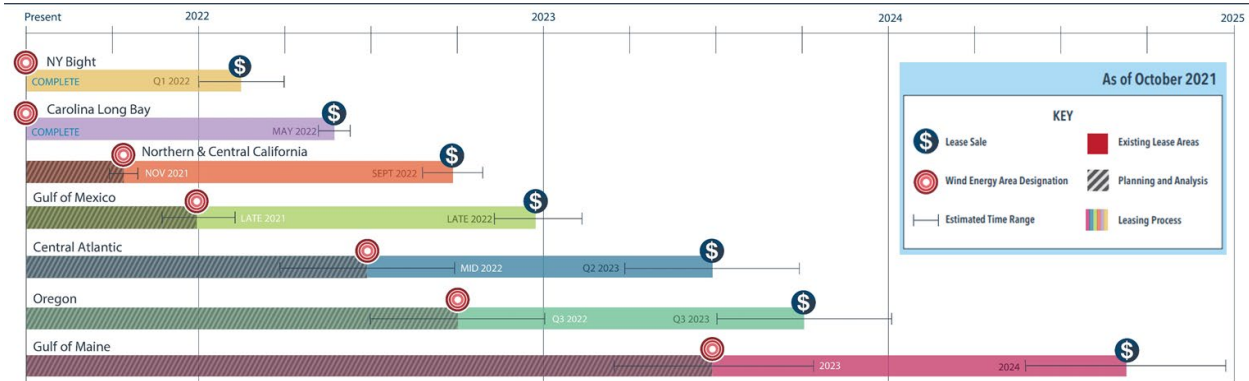 Present 2022 2023 2024 2025
NY Bight
COMPLETE Q1 2022 $
Carolina Long Bay
COMPLETE MAY 2022 $
Northern & Central California
NOV 2021 SEPT 2022 $
Gulf of Mexico
LATE 2021 LATE 2022 $
Central Atlantic
MID 2022 Q2 2023 $
Oregon
Q3 2022 Q3 2023 $
Gulf of Maine
2023 2024 $
As of October 2021
KEY
$ Lease Sale Existing Lease Areas
Wind Energy Area Designation Planning and Analysis
Estimated Time Range Leasing Process